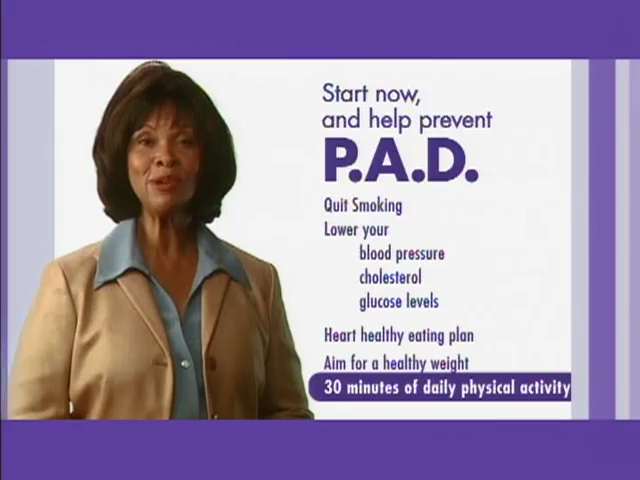 Start now,
and help prevent
P.A.D.
Quit Smoking
Lower your
blood pressure
cholesterol
glucose levels
Heart healthy eating plan
Aim for a healthy weight
30 minutes of daily physical activity